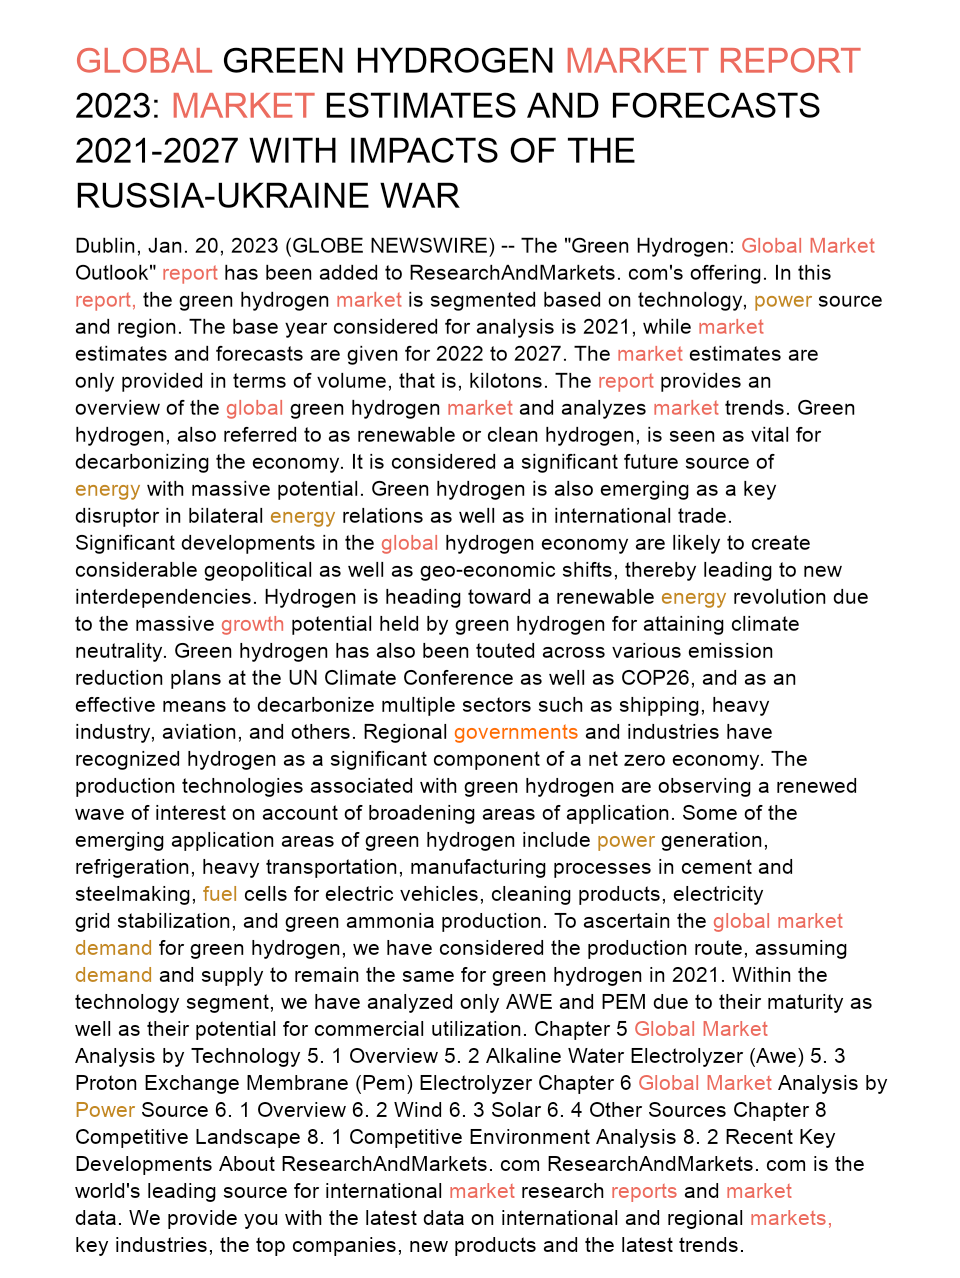 GLOBAL GREEN HYDROGEN MARKET REPORT
2023: MARKET ESTIMATES AND FORECASTS
2021-2027 WITH IMPACTS OF THE
RUSSIA-UKRAINE WAR
Dublin, Jan. 20, 2023 (GLOBE NEWSWIRE) -- The "Green Hydrogen: Global Market
Outlook" report has been added to ResearchAndMarkets. com's offering. In this
report, the green hydrogen market is segmented based on technology, power source
and region. The base year considered for analysis is 2021, while market
estimates and forecasts are given for 2022 to 2027. The market estimates are
only provided in terms of volume, that is, kilotons. The report provides an
overview of the global green hydrogen market and analyzes market trends. Green
hydrogen, also referred to as renewable or clean hydrogen, is seen as vital for
decarbonizing the economy. It is considered a significant future source of
energy with massive potential. Green hydrogen is also emerging as a key
disruptor in bilateral energy relations as well as in international trade.
Significant developments in the global hydrogen economy are likely to create
considerable geopolitical as well as geo-economic shifts, thereby leading to new
interdependencies. Hydrogen is heading toward a renewable energy revolution due
to the massive growth potential held by green hydrogen for attaining climate
neutrality. Green hydrogen has also been touted across various emission
reduction plans at the UN Climate Conference as well as COP26, and as an
effective means to decarbonize multiple sectors such as shipping, heavy
industry, aviation, and others. Regional governments and industries have
recognized hydrogen as a significant component of a net zero economy. The
production technologies associated with green hydrogen are observing a renewed
wave of interest on account of broadening areas of application. Some of the
emerging application areas of green hydrogen include power generation,
refrigeration, heavy transportation, manufacturing processes in cement and
steelmaking, fuel cells for electric vehicles, cleaning products, electricity
grid stabilization, and green ammonia production. To ascertain the global market
demand for green hydrogen, we have considered the production route, assuming
demand and supply to remain the same for green hydrogen in 2021. Within the
technology segment, we have analyzed only AWE and PEM due to their maturity as
well as their potential for commercial utilization. Chapter 5 Global Market
Analysis by Technology 5. 1 Overview 5. 2 Alkaline Water Electrolyzer (Awe) 5. 3
Proton Exchange Membrane (Pem) Electrolyzer Chapter 6 Global Market Analysis by
Power Source 6. 1 Overview 6. 2 Wind 6. 3 Solar 6. 4 Other Sources Chapter 8
Competitive Landscape 8. 1 Competitive Environment Analysis 8. 2 Recent Key
Developments About ResearchAndMarkets. com ResearchAndMarkets. com is the
world's leading source for international market research reports and market
data. We provide you with the latest data on international and regional markets,
key industries, the top companies, new products and the latest trends.